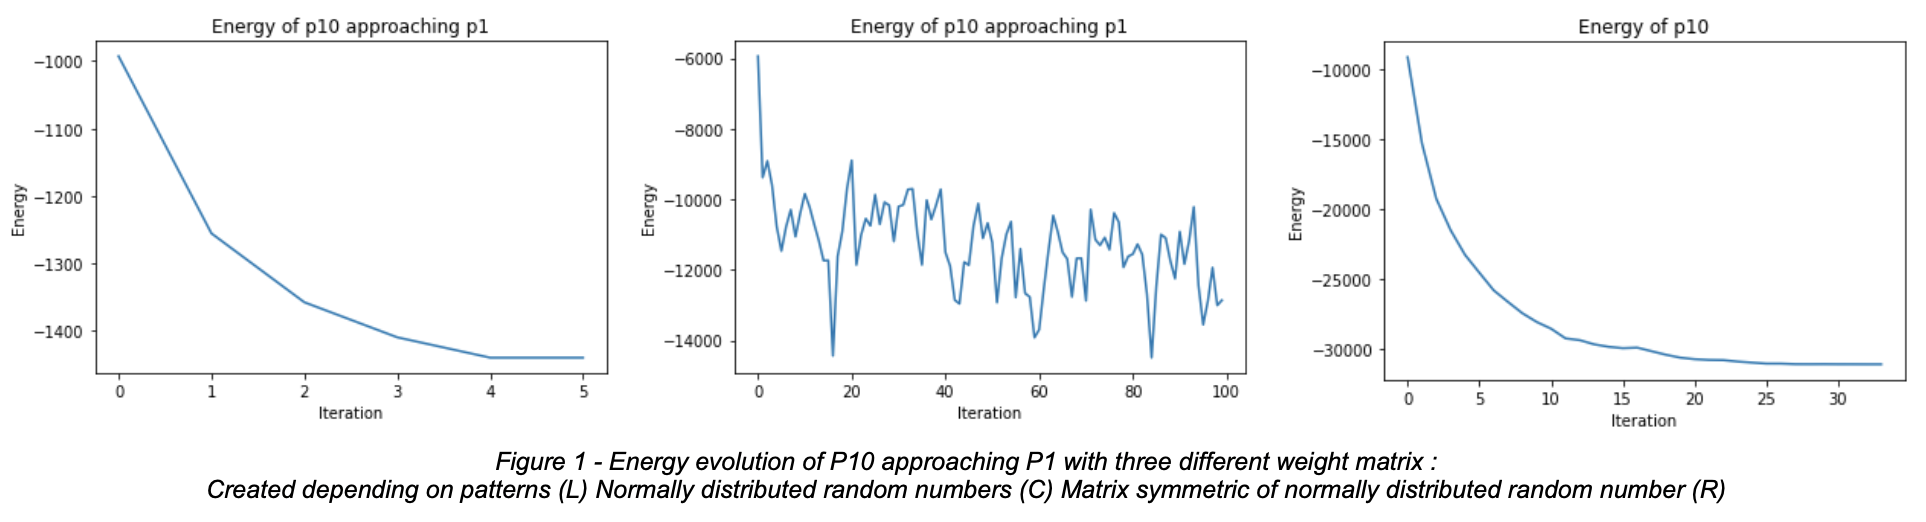 Energy of p10 approaching p1
−1000
−1100
−1200
−1300
−1400
Energy
0 1 2 3 4 5
Iteration
Energy of p10 approaching p1
−6000
−8000
−10000
−12000
−14000
Energy
0 20 40 60 80 100
Iteration
Energy of p10
−10000
−15000
−20000
−25000
−30000
Energy
0 5 10 15 20 25 30
Iteration
Figure 1 - Energy evolution of P10 approaching P1 with three different weight matrix :
Created depending on patterns (L) Normally distributed random numbers (C) Matrix symmetric of normally distributed random number (R)